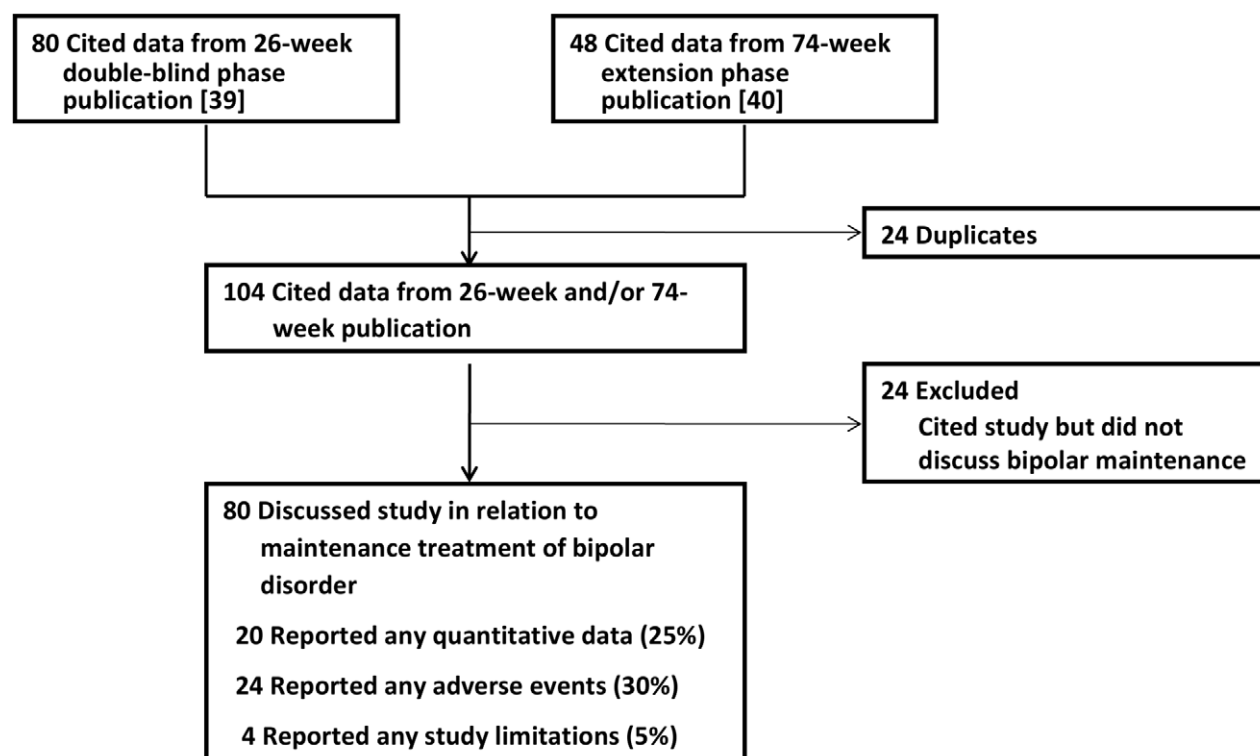 80 Cited data from 26-week
double-blind phase
publication [39]
48 Cited data from 74-week
extension phase
publication [40]
24 Duplicates
104 Cited data from 26-week and/or 74-
week publication
24 Excluded
Cited study but did not
discuss bipolar maintenance
80 Discussed study in relation to
maintenance treatment of bipolar
disorder
20 Reported any quantitative data (25%)
24 Reported any adverse events (30%)
4 Reported any study limitations (5%)